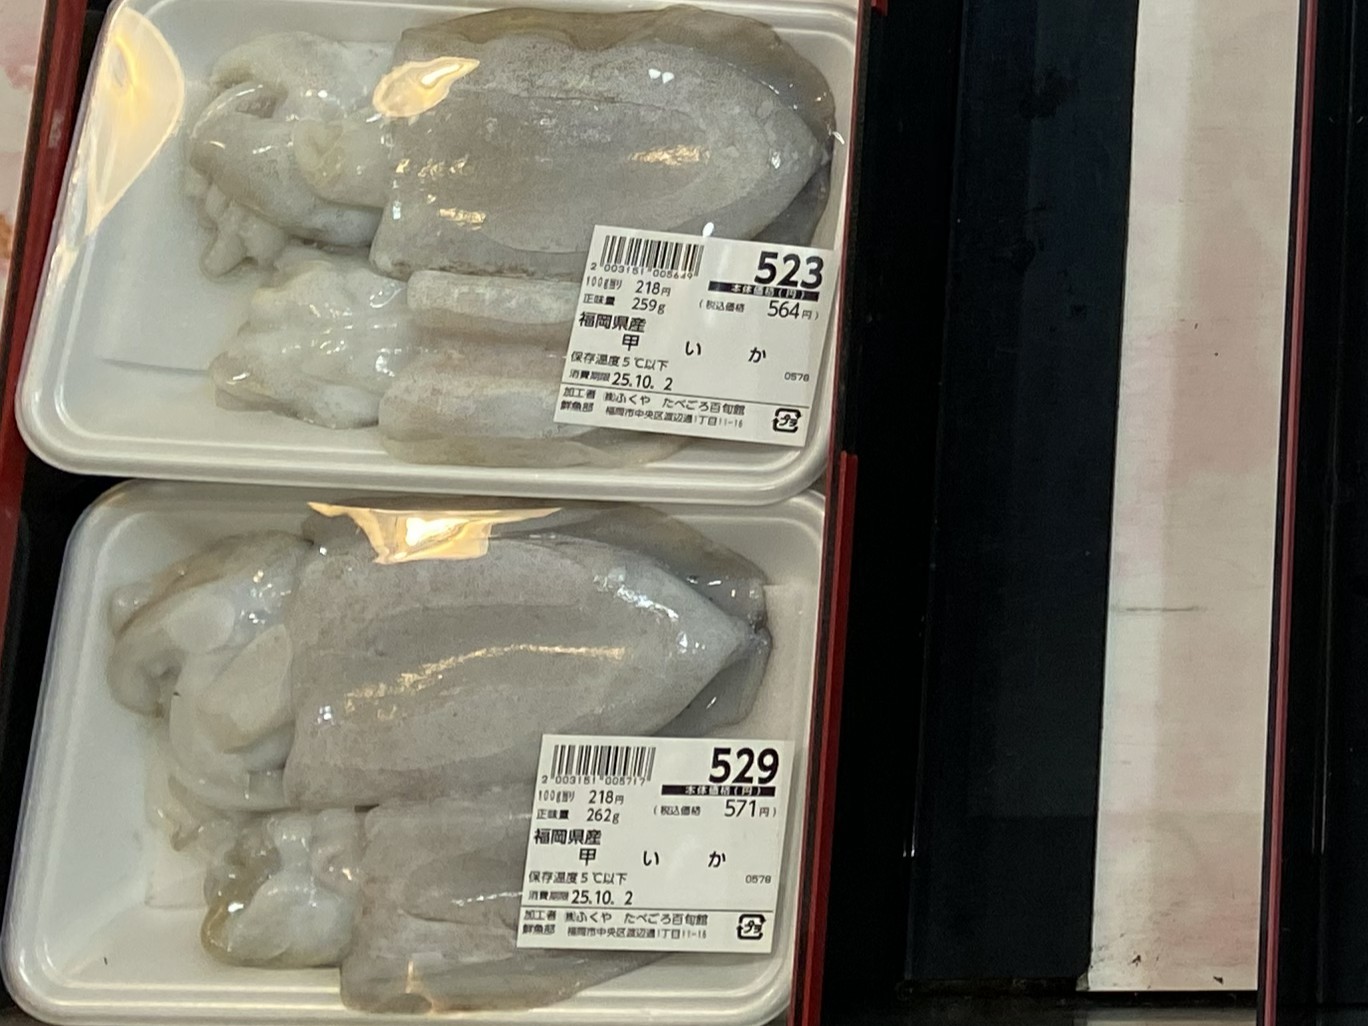 2 003151 005649
523
本体価格(円)
100g当り 218円
正味量 259g
(税込価格 564円)
福岡県産
甲いか
保存温度5℃以下
0578
消費期限 25.10. 2
加工者 ㈱ふくや たべごろ百旬館
鮮魚部 福岡市中央区渡辺通1丁目11-16
プラ
2 003151 005717
529
本体価格(円)
100g当り 218円
正味量 262g
(税込価格 571円)
福岡県産
甲いか
保存温度5℃以下
0578
消費期限 25.10. 2
加工者 ㈱ふくや たべごろ百旬館
鮮魚部 福岡市中央区渡辺通1丁目11-16
プラ